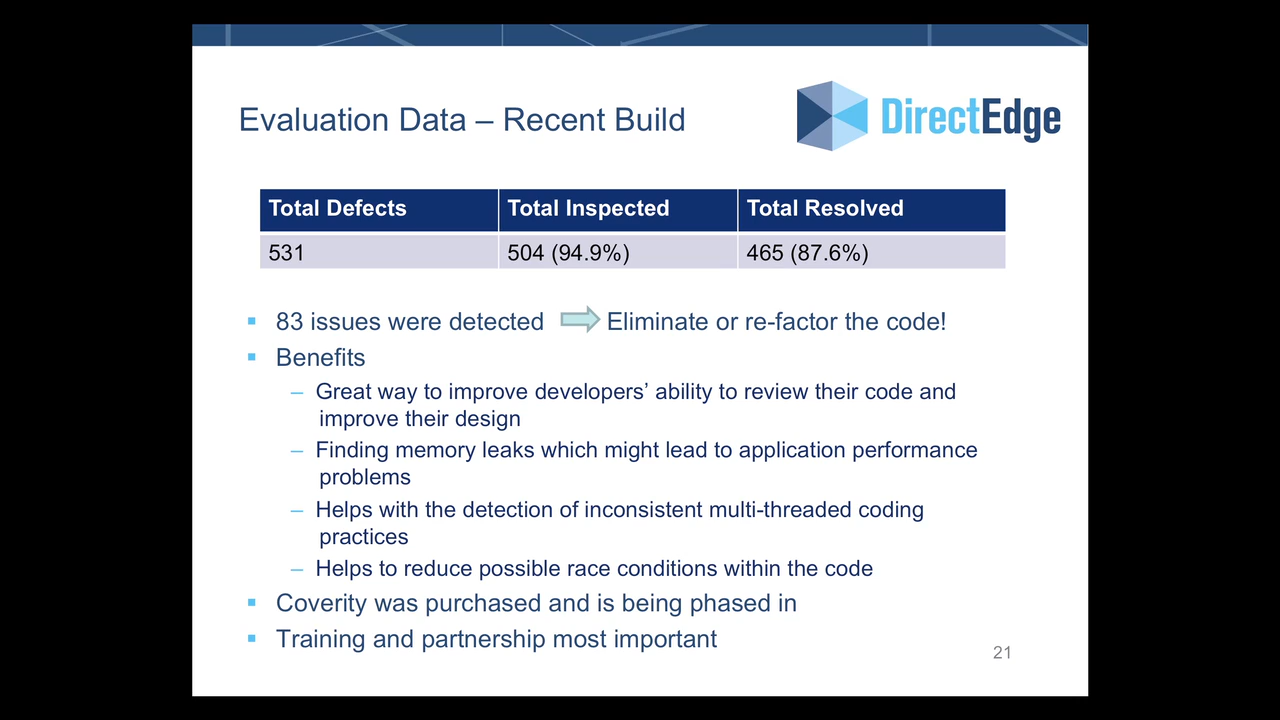 Evaluation Data – Recent Build
DirectEdge
Total Defects Total Inspected Total Resolved
531 504 (94.9%) 465 (87.6%)
▪ 83 issues were detected Eliminate or re-factor the code!
▪ Benefits
– Great way to improve developers’ ability to review their code and
improve their design
– Finding memory leaks which might lead to application performance
problems
– Helps with the detection of inconsistent multi-threaded coding
practices
– Helps to reduce possible race conditions within the code
▪ Coverity was purchased and is being phased in
▪ Training and partnership most important
21